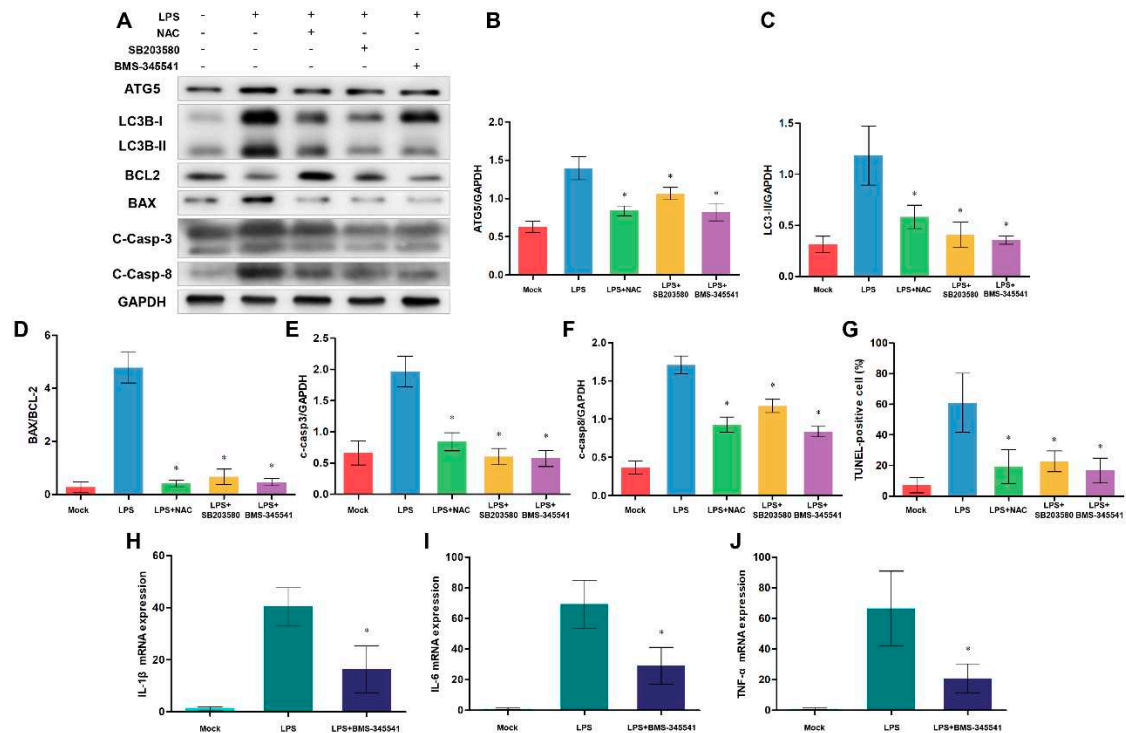 A
LPS - + + + +
NAC - - + - -
SB203580 - - - + -
BMS-345541 - - - - +
ATG5
LC3B-I
LC3B-II
BCL2
BAX
C-Casp-3
C-Casp-8
GAPDH
B
ATG5/GAPDH
2.0
1.5
1.0
0.5
0.0
* * *
Mock LPS LPS+NAC LPS+ SB203580 LPS+ BMS-345541
C
LC3-II/GAPDH
1.5
1.0
0.5
0.0
* * *
Mock LPS LPS+NAC LPS+ SB203580 LPS+ BMS-345541
D
BAX/BCL-2
6
4
2
0
* * *
Mock LPS LPS+NAC LPS+ SB203580 LPS+ BMS-345541
E
c-casp3/GAPDH
2.5
2.0
1.5
1.0
0.5
0.0
* * *
Mock LPS LPS+NAC LPS+ SB203580 LPS+ BMS-345541
F
c-casp8/GAPDH
2.0
1.5
1.0
0.5
0.0
* * *
Mock LPS LPS+NAC LPS+ SB203580 LPS+ BMS-345541
G
TUNEL-positive cell (%)
100
80
60
40
20
0
* * *
Mock LPS LPS+NAC LPS+ SB203580 LPS+ BMS-345541
H
IL-1β mRNA expression
60
40
20
0
*
Mock LPS LPS+BMS-345541
I
IL-6 mRNA expression
100
80
60
40
20
0
*
Mock LPS LPS+BMS-345541
J
TNF-α mRNA expression
100
80
60
40
20
0
*
Mock LPS LPS+BMS-345541